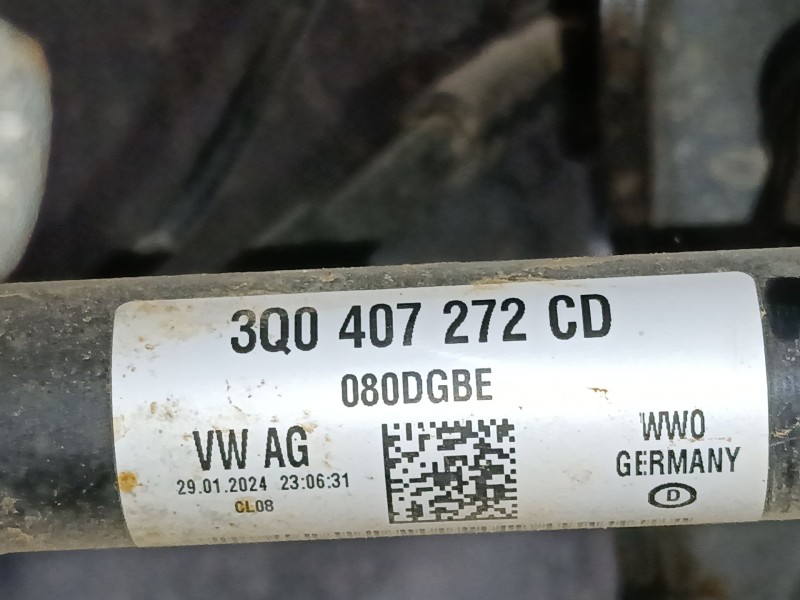 3Q0 407 272 CD
080DGBE
VW AG
29.01.2024 23:06:31
CL08
WWO
GERMANY
D